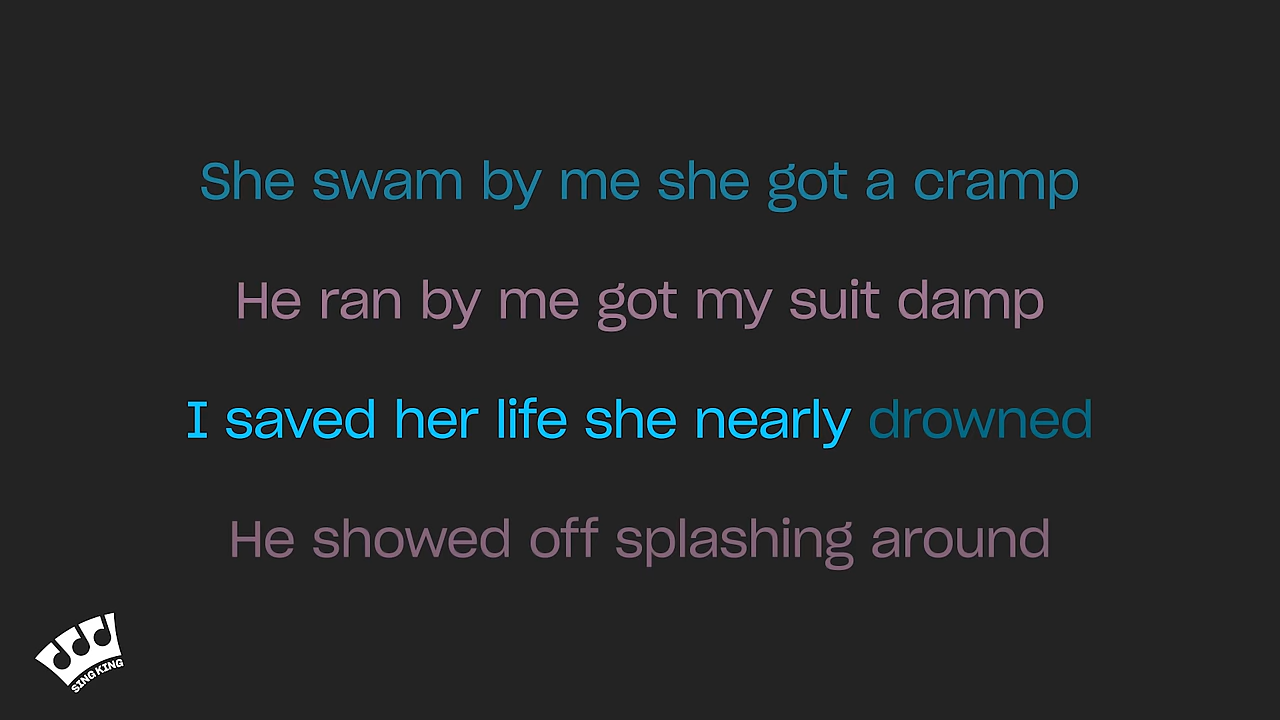 She swam by me she got a cramp
He ran by me got my suit damp
I saved her life she nearly drowned
He showed off splashing around
SING KING